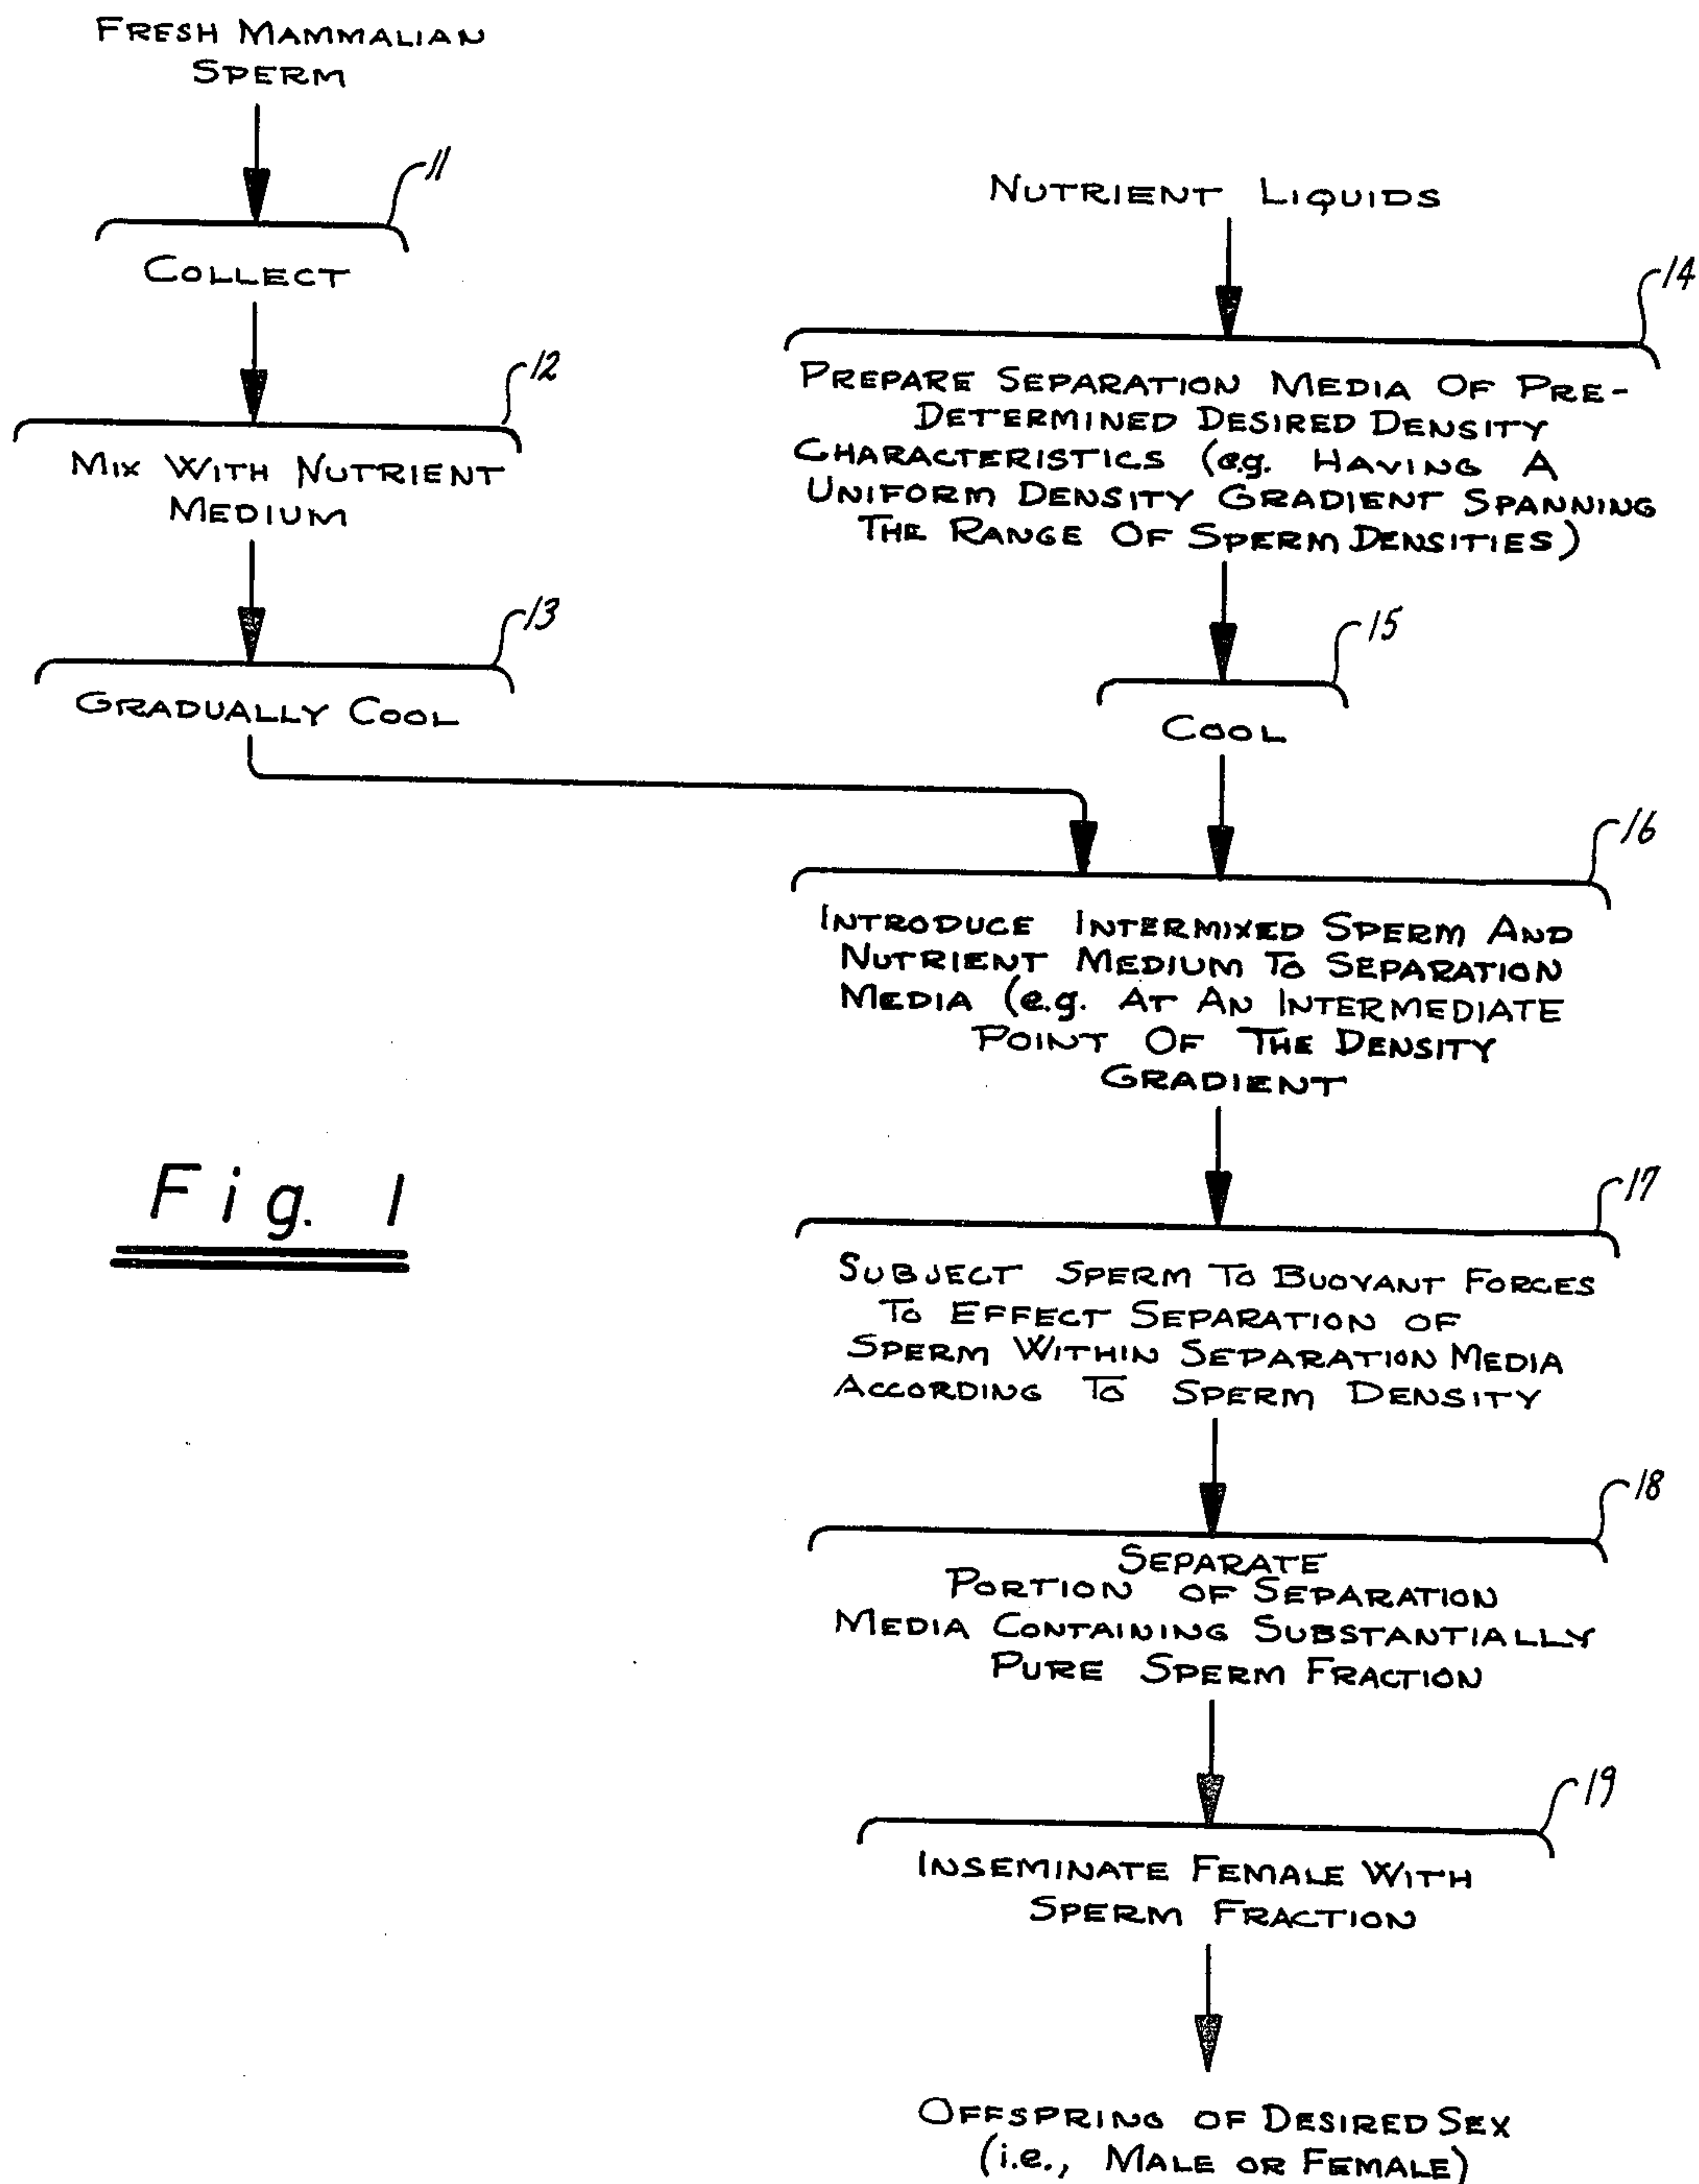 FRESH MAMMALIAN
SPERM
11
COLLECT
12
MIX WITH NUTRIENT
MEDIUM
13
GRADUALLY COOL
NUTRIENT LIQUIDS
14
PREPARE SEPARATION MEDIA OF PRE-
DETERMINED DESIRED DENSITY
CHARACTERISTICS (e.g. HAVING A
UNIFORM DENSITY GRADIENT SPANNING
THE RANGE OF SPERM DENSITIES)
15
COOL
16
INTRODUCE INTERMIXED SPERM AND
NUTRIENT MEDIUM TO SEPARATION
MEDIA (e.g. AT AN INTERMEDIATE
POINT OF THE DENSITY
GRADIENT
17
SUBJECT SPERM TO BUOYANT FORCES
TO EFFECT SEPARATION OF
SPERM WITHIN SEPARATION MEDIA
ACCORDING TO SPERM DENSITY
18
SEPARATE
PORTION OF SEPARATION
MEDIA CONTAINING SUBSTANTIALLY
PURE SPERM FRACTION
19
INSEMINATE FEMALE WITH
SPERM FRACTION
OFFSPRING OF DESIRED SEX
(i.e., MALE OR FEMALE)
Fig. 1